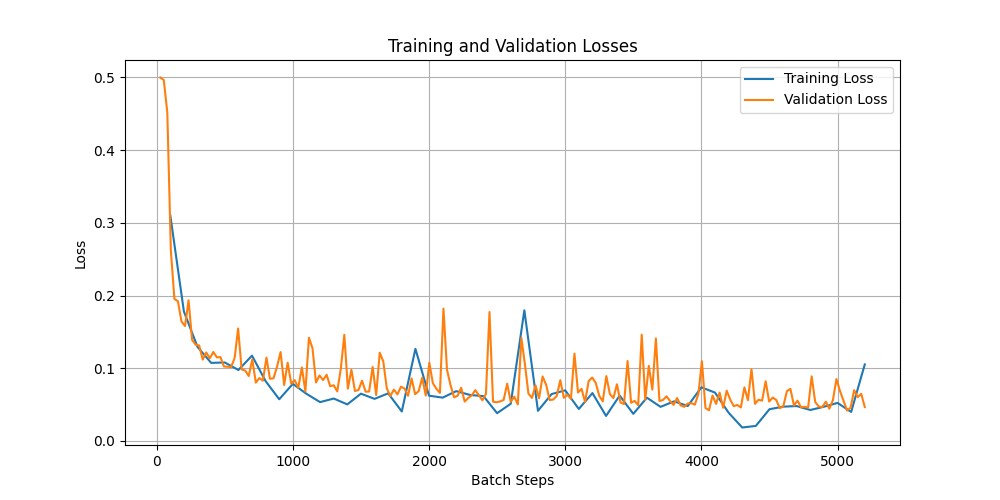 Training and Validation Losses
Training Loss
Validation Loss
Loss
0.5
0.4
0.3
0.2
0.1
0.0
0
1000
2000
3000
4000
5000
Batch Steps